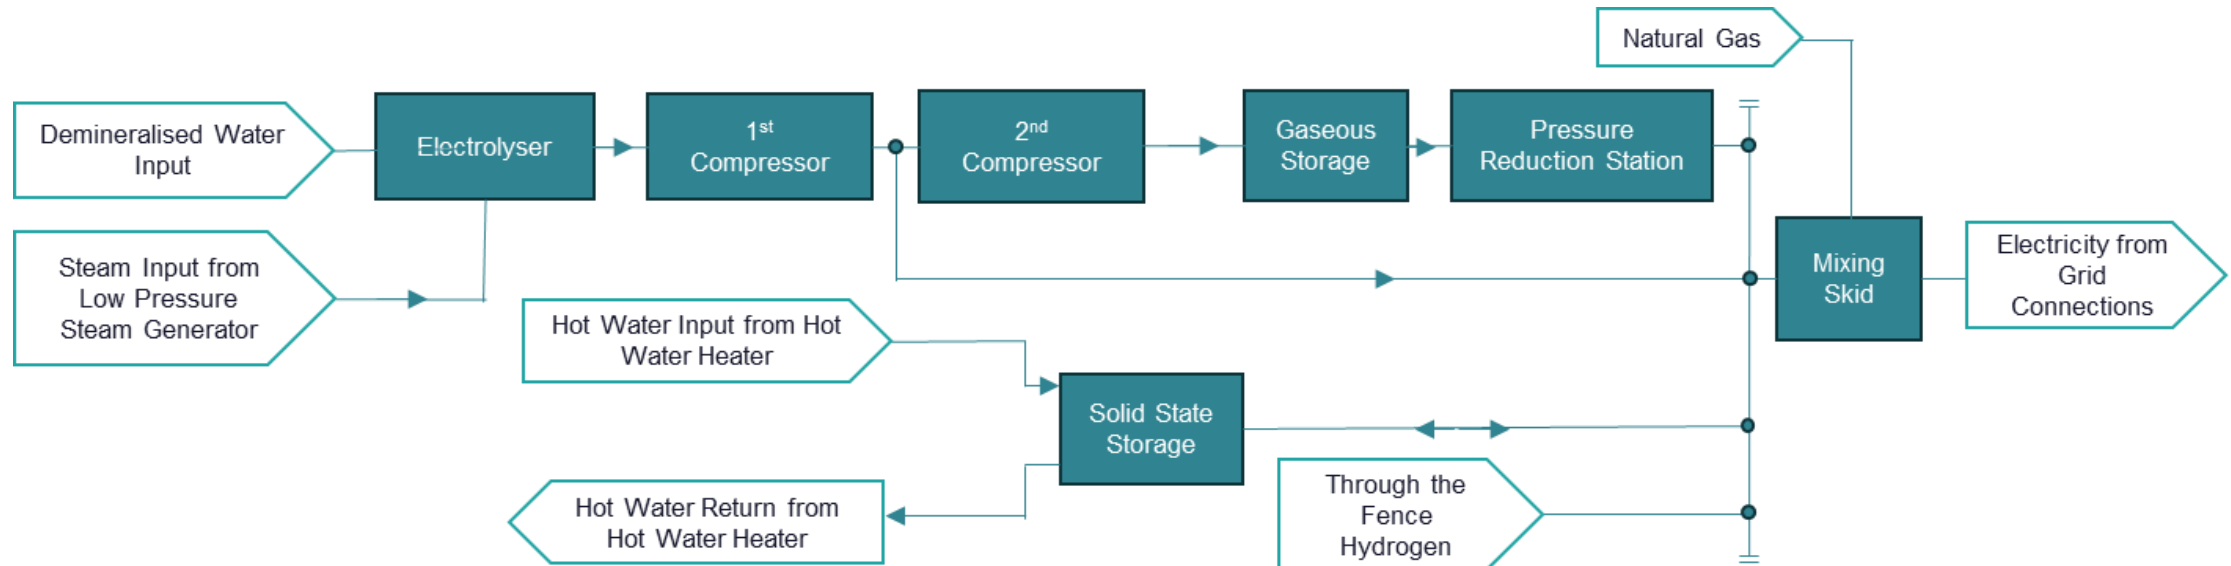 Natural Gas
Demineralised Water
Input
Electrolyser
1st
Compressor
2nd
Compressor
Gaseous
Storage
Pressure
Reduction Station
Steam Input from
Low Pressure
Steam Generator
Mixing
Skid
Electricity from
Grid
Connections
Hot Water Input from Hot
Water Heater
Solid State
Storage
Hot Water Return from
Hot Water Heater
Through the
Fence
Hydrogen